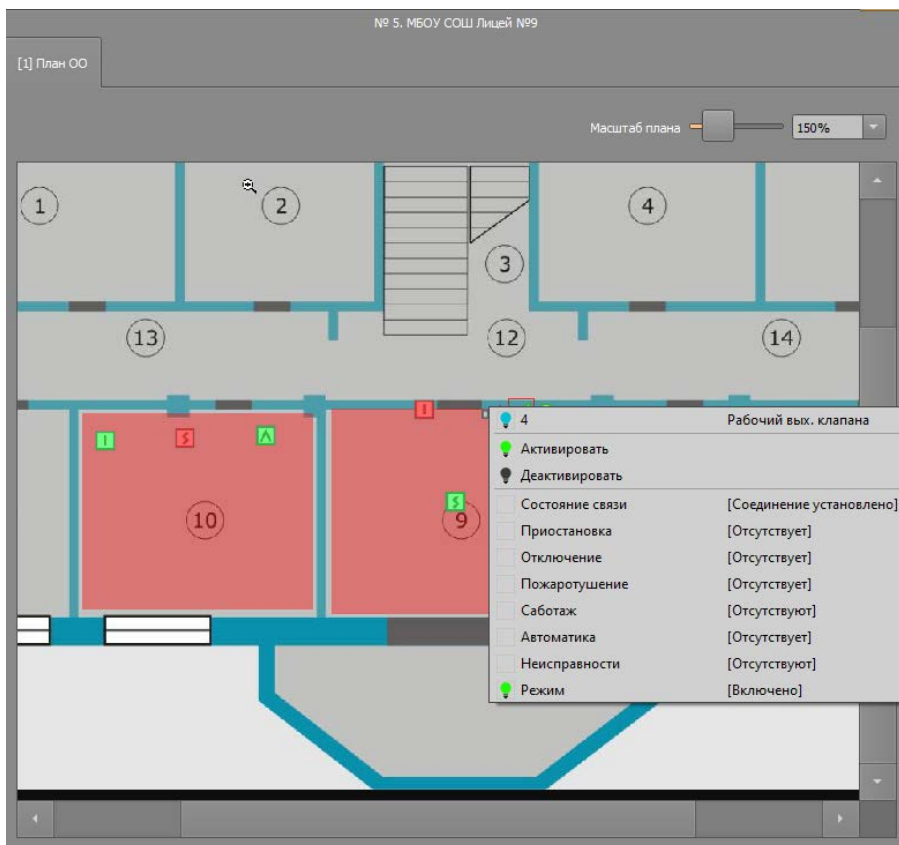 № 5. МБОУ СОШ Лицей №9
[1] План ОО
Масштаб плана 150%
1 2 4
3
13 12 14
4 Рабочий вых. клапана
Активировать
Деактивировать
Состояние связи [Соединение установлено]
Приостановка [Отсутствует]
Отключение [Отсутствует]
Пожаротушение [Отсутствует]
Саботаж [Отсутствуют]
Автоматика [Отсутствует]
Неисправности [Отсутствуют]
Режим [Включено]
10 9